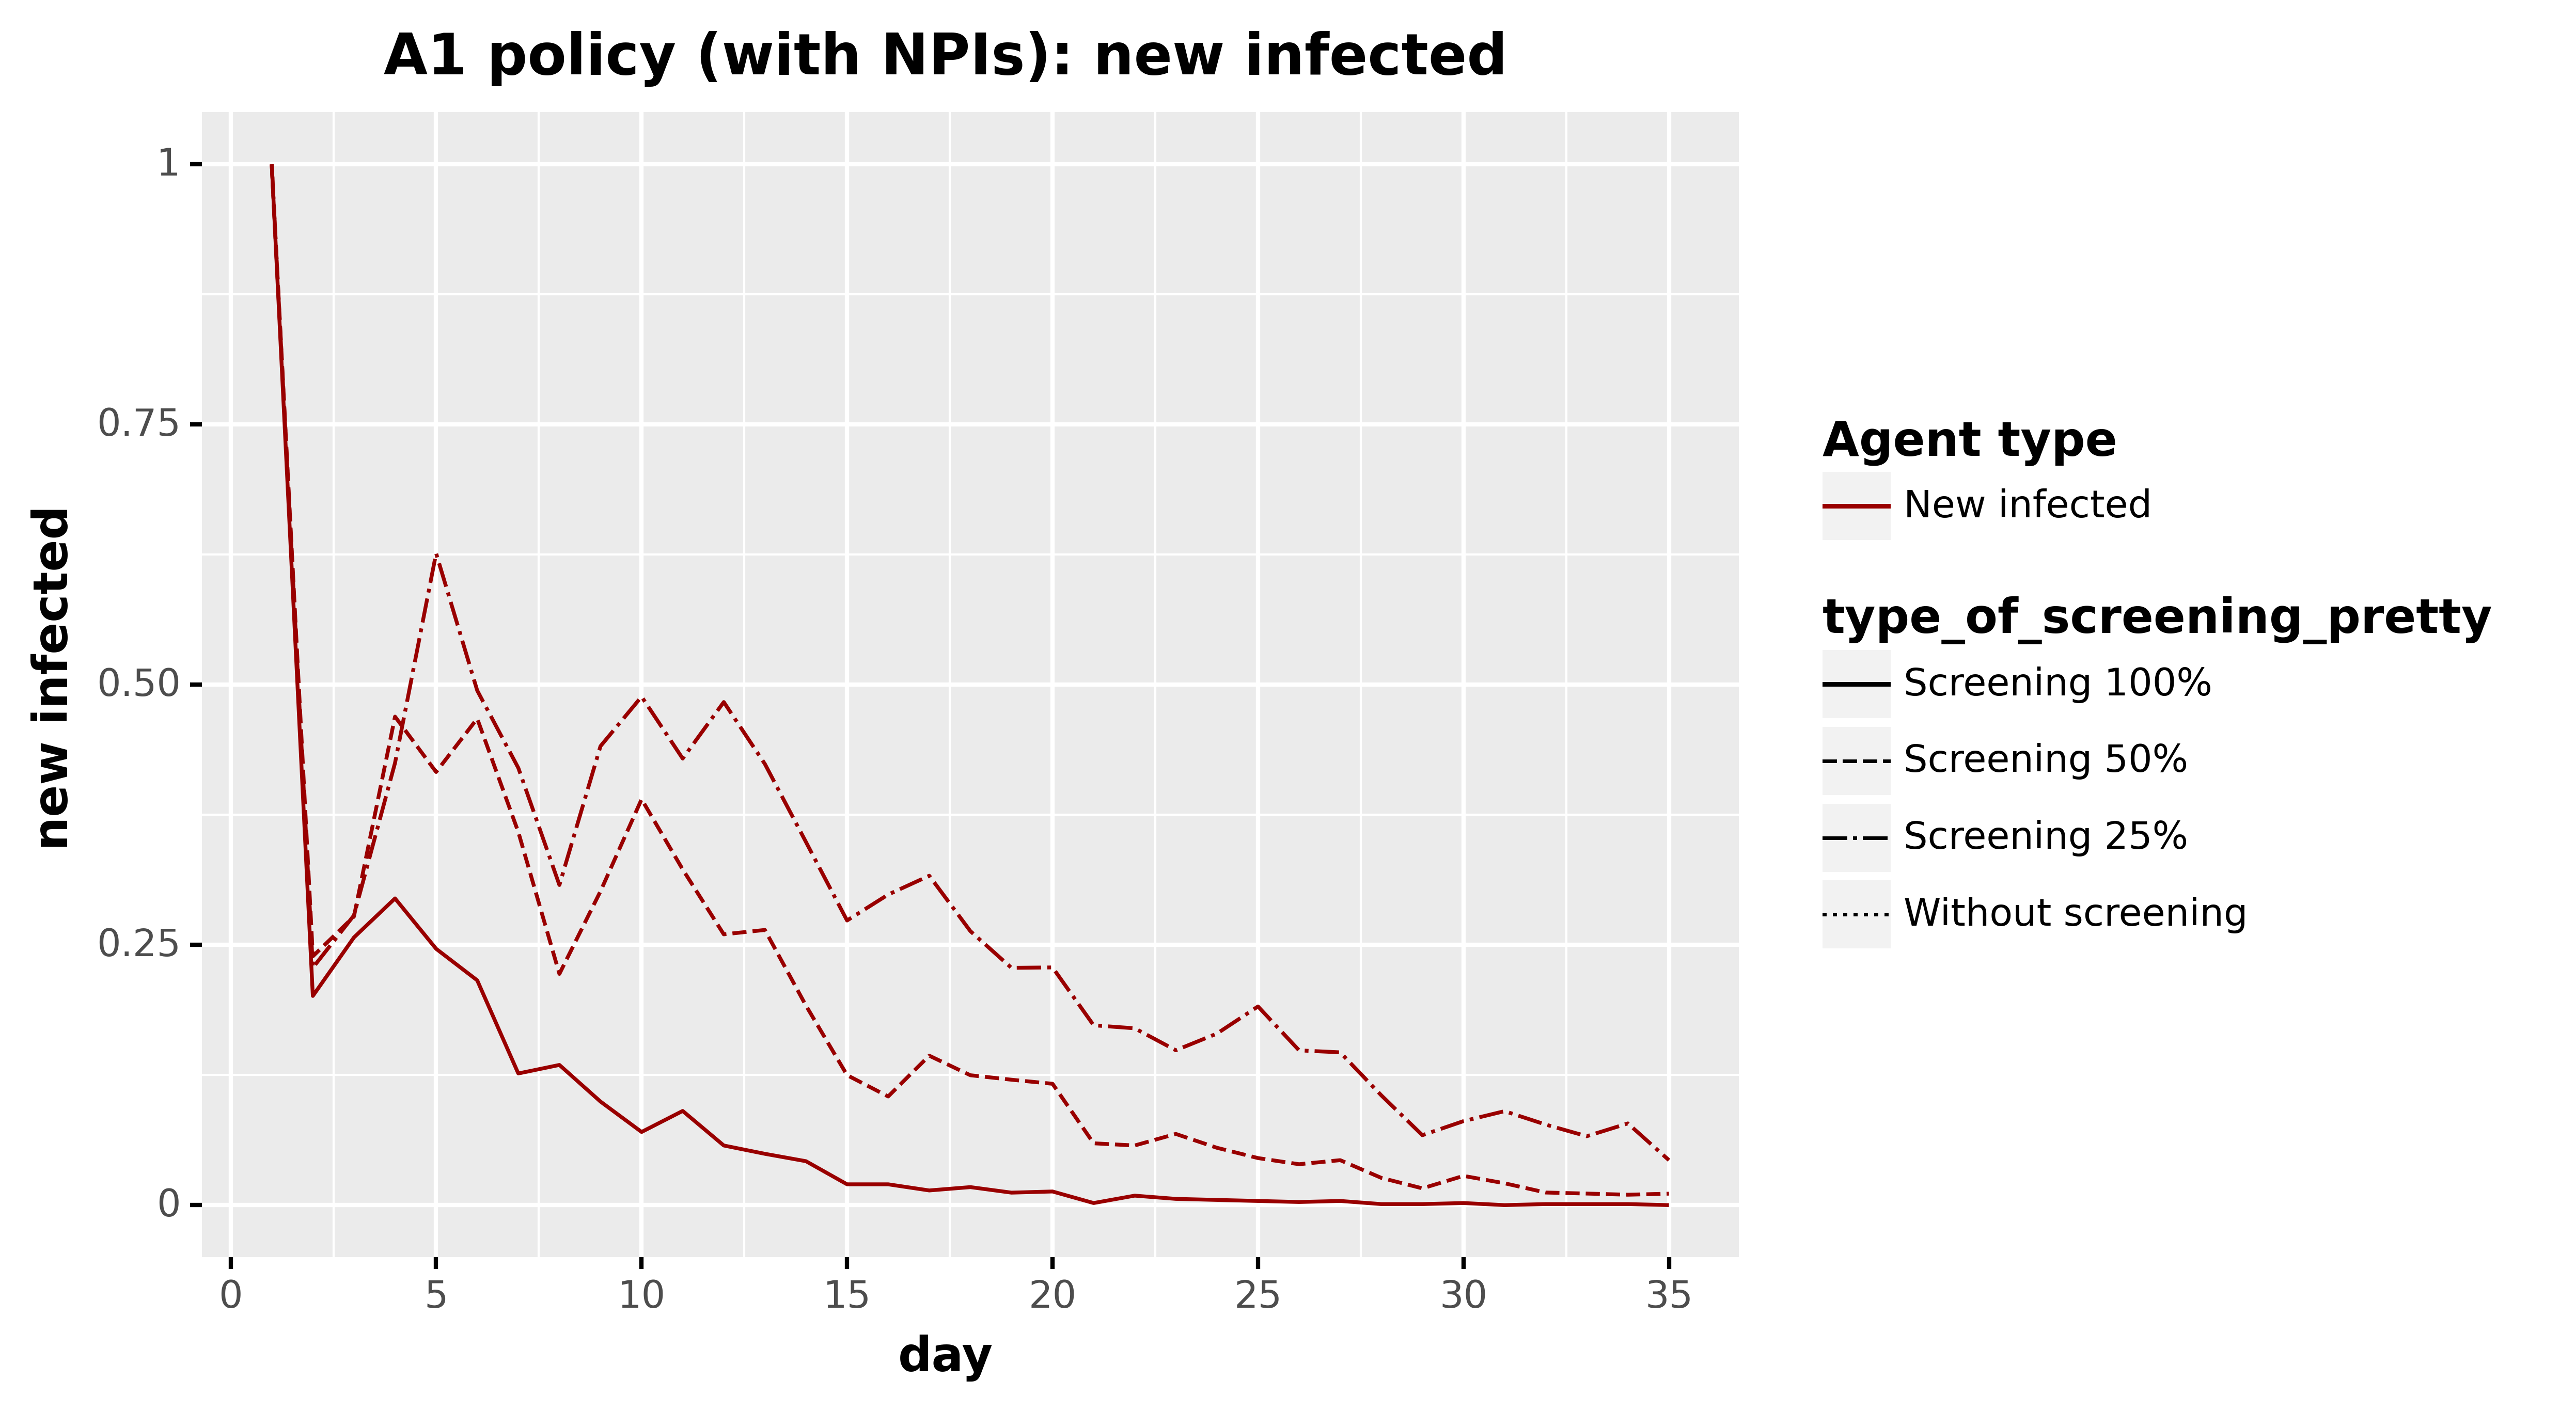 A1 policy (with NPIs): new infected
new infected
1
0.75
0.50
0.25
0
0 5 10 15 20 25 30 35
day
Agent type
New infected
type_of_screening_pretty
Screening 100%
Screening 50%
Screening 25%
Without screening